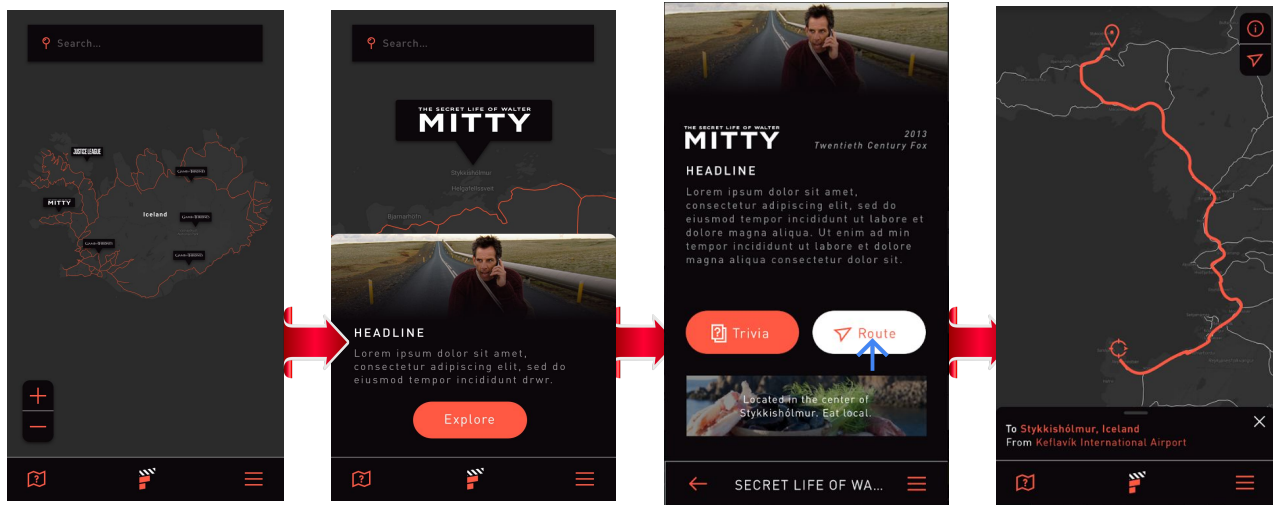 Search...
JUSTICE LEAGUE
MITTY
Iceland
Search...
THE SECRET LIFE OF WALTER
MITTY
Stykkishólmur
Helgafellssveit
Bjarnarhöfn
HEADLINE
Lorem ipsum dolor sit amet,
consectetur adipiscing elit, sed do
eiusmod tempor incididunt drwr.
Explore
THE SECRET LIFE OF WALTER
MITTY
2013
Twentieth Century Fox
HEADLINE
Lorem ipsum dolor sit amet,
consectetur adipiscing elit, sed do
eiusmod tempor incididunt ut labore et
dolore magna aliqua. Ut enim ad min
tempor incididunt ut labore et dolore
magna aliqua consectetur dolor sit.
Trivia
Route
Located in the center of
Stykkishólmur. Eat local.
SECRET LIFE OF WA...
To Stykkishólmur, Iceland
From Keflavík International Airport